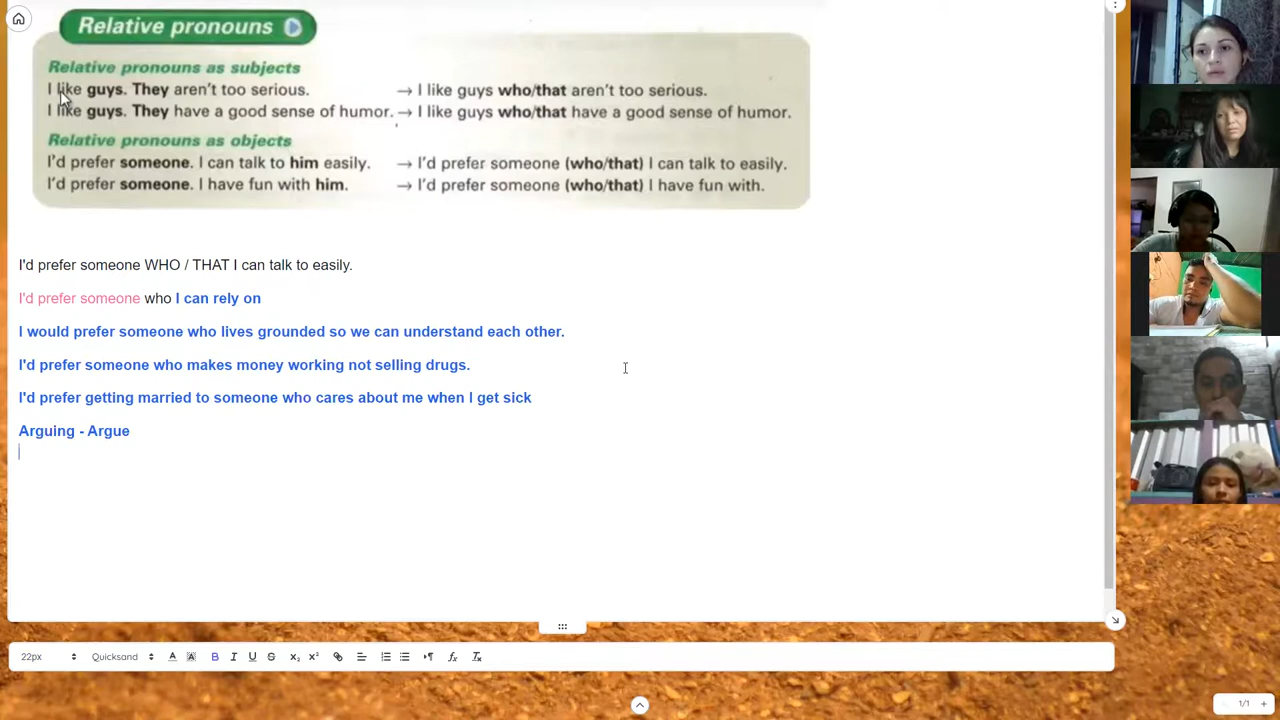 Relative pronouns
Relative pronouns as subjects
I like guys. They aren't too serious. → I like guys who/that aren't too serious.
I like guys. They have a good sense of humor. → I like guys who/that have a good sense of humor.
Relative pronouns as objects
I'd prefer someone. I can talk to him easily. → I'd prefer someone (who/that) I can talk to easily.
I'd prefer someone. I have fun with him. → I'd prefer someone (who/that) I have fun with.
I'd prefer someone WHO / THAT I can talk to easily.
I'd prefer someone who I can rely on
I would prefer someone who lives grounded so we can understand each other.
I'd prefer someone who makes money working not selling drugs.
I'd prefer getting married to someone who cares about me when I get sick
Arguing - Argue
22px Quicksand A A B I U S x₂ x² fx Tx
1/1